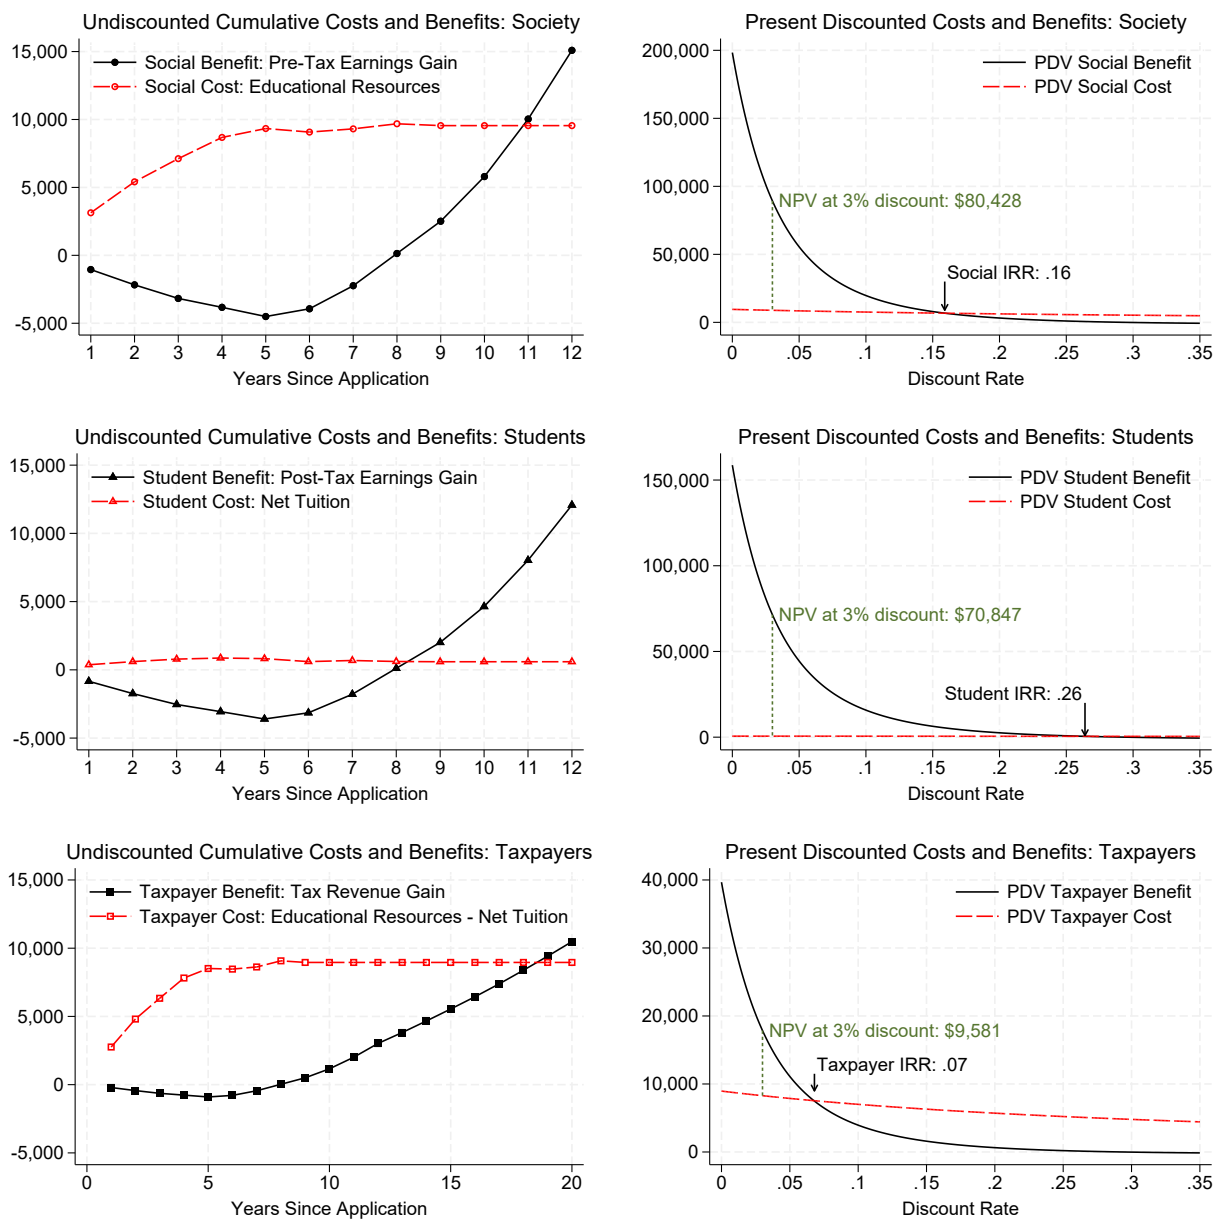 Undiscounted Cumulative Costs and Benefits: Society
15,000
10,000
5,000
0
-5,000
Social Benefit: Pre-Tax Earnings Gain
Social Cost: Educational Resources
1 2 3 4 5 6 7 8 9 10 11 12
Years Since Application
Present Discounted Costs and Benefits: Society
200,000
150,000
100,000
50,000
0
PDV Social Benefit
PDV Social Cost
NPV at 3% discount: $80,428
Social IRR: .16
0 .05 .1 .15 .2 .25 .3 .35
Discount Rate
Undiscounted Cumulative Costs and Benefits: Students
15,000
10,000
5,000
0
-5,000
Student Benefit: Post-Tax Earnings Gain
Student Cost: Net Tuition
1 2 3 4 5 6 7 8 9 10 11 12
Years Since Application
Present Discounted Costs and Benefits: Students
150,000
100,000
50,000
0
PDV Student Benefit
PDV Student Cost
NPV at 3% discount: $70,847
Student IRR: .26
0 .05 .1 .15 .2 .25 .3 .35
Discount Rate
Undiscounted Cumulative Costs and Benefits: Taxpayers
15,000
10,000
5,000
0
-5,000
Taxpayer Benefit: Tax Revenue Gain
Taxpayer Cost: Educational Resources - Net Tuition
0 5 10 15 20
Years Since Application
Present Discounted Costs and Benefits: Taxpayers
40,000
30,000
20,000
10,000
0
PDV Taxpayer Benefit
PDV Taxpayer Cost
NPV at 3% discount: $9,581
Taxpayer IRR: .07
0 .05 .1 .15 .2 .25 .3 .35
Discount Rate